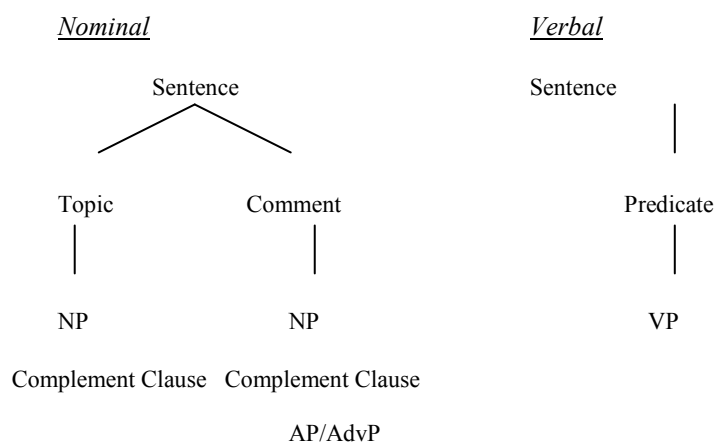 Nominal Verbal
Sentence Sentence
Topic Comment Predicate
NP NP VP
Complement Clause Complement Clause
AP/AdvP